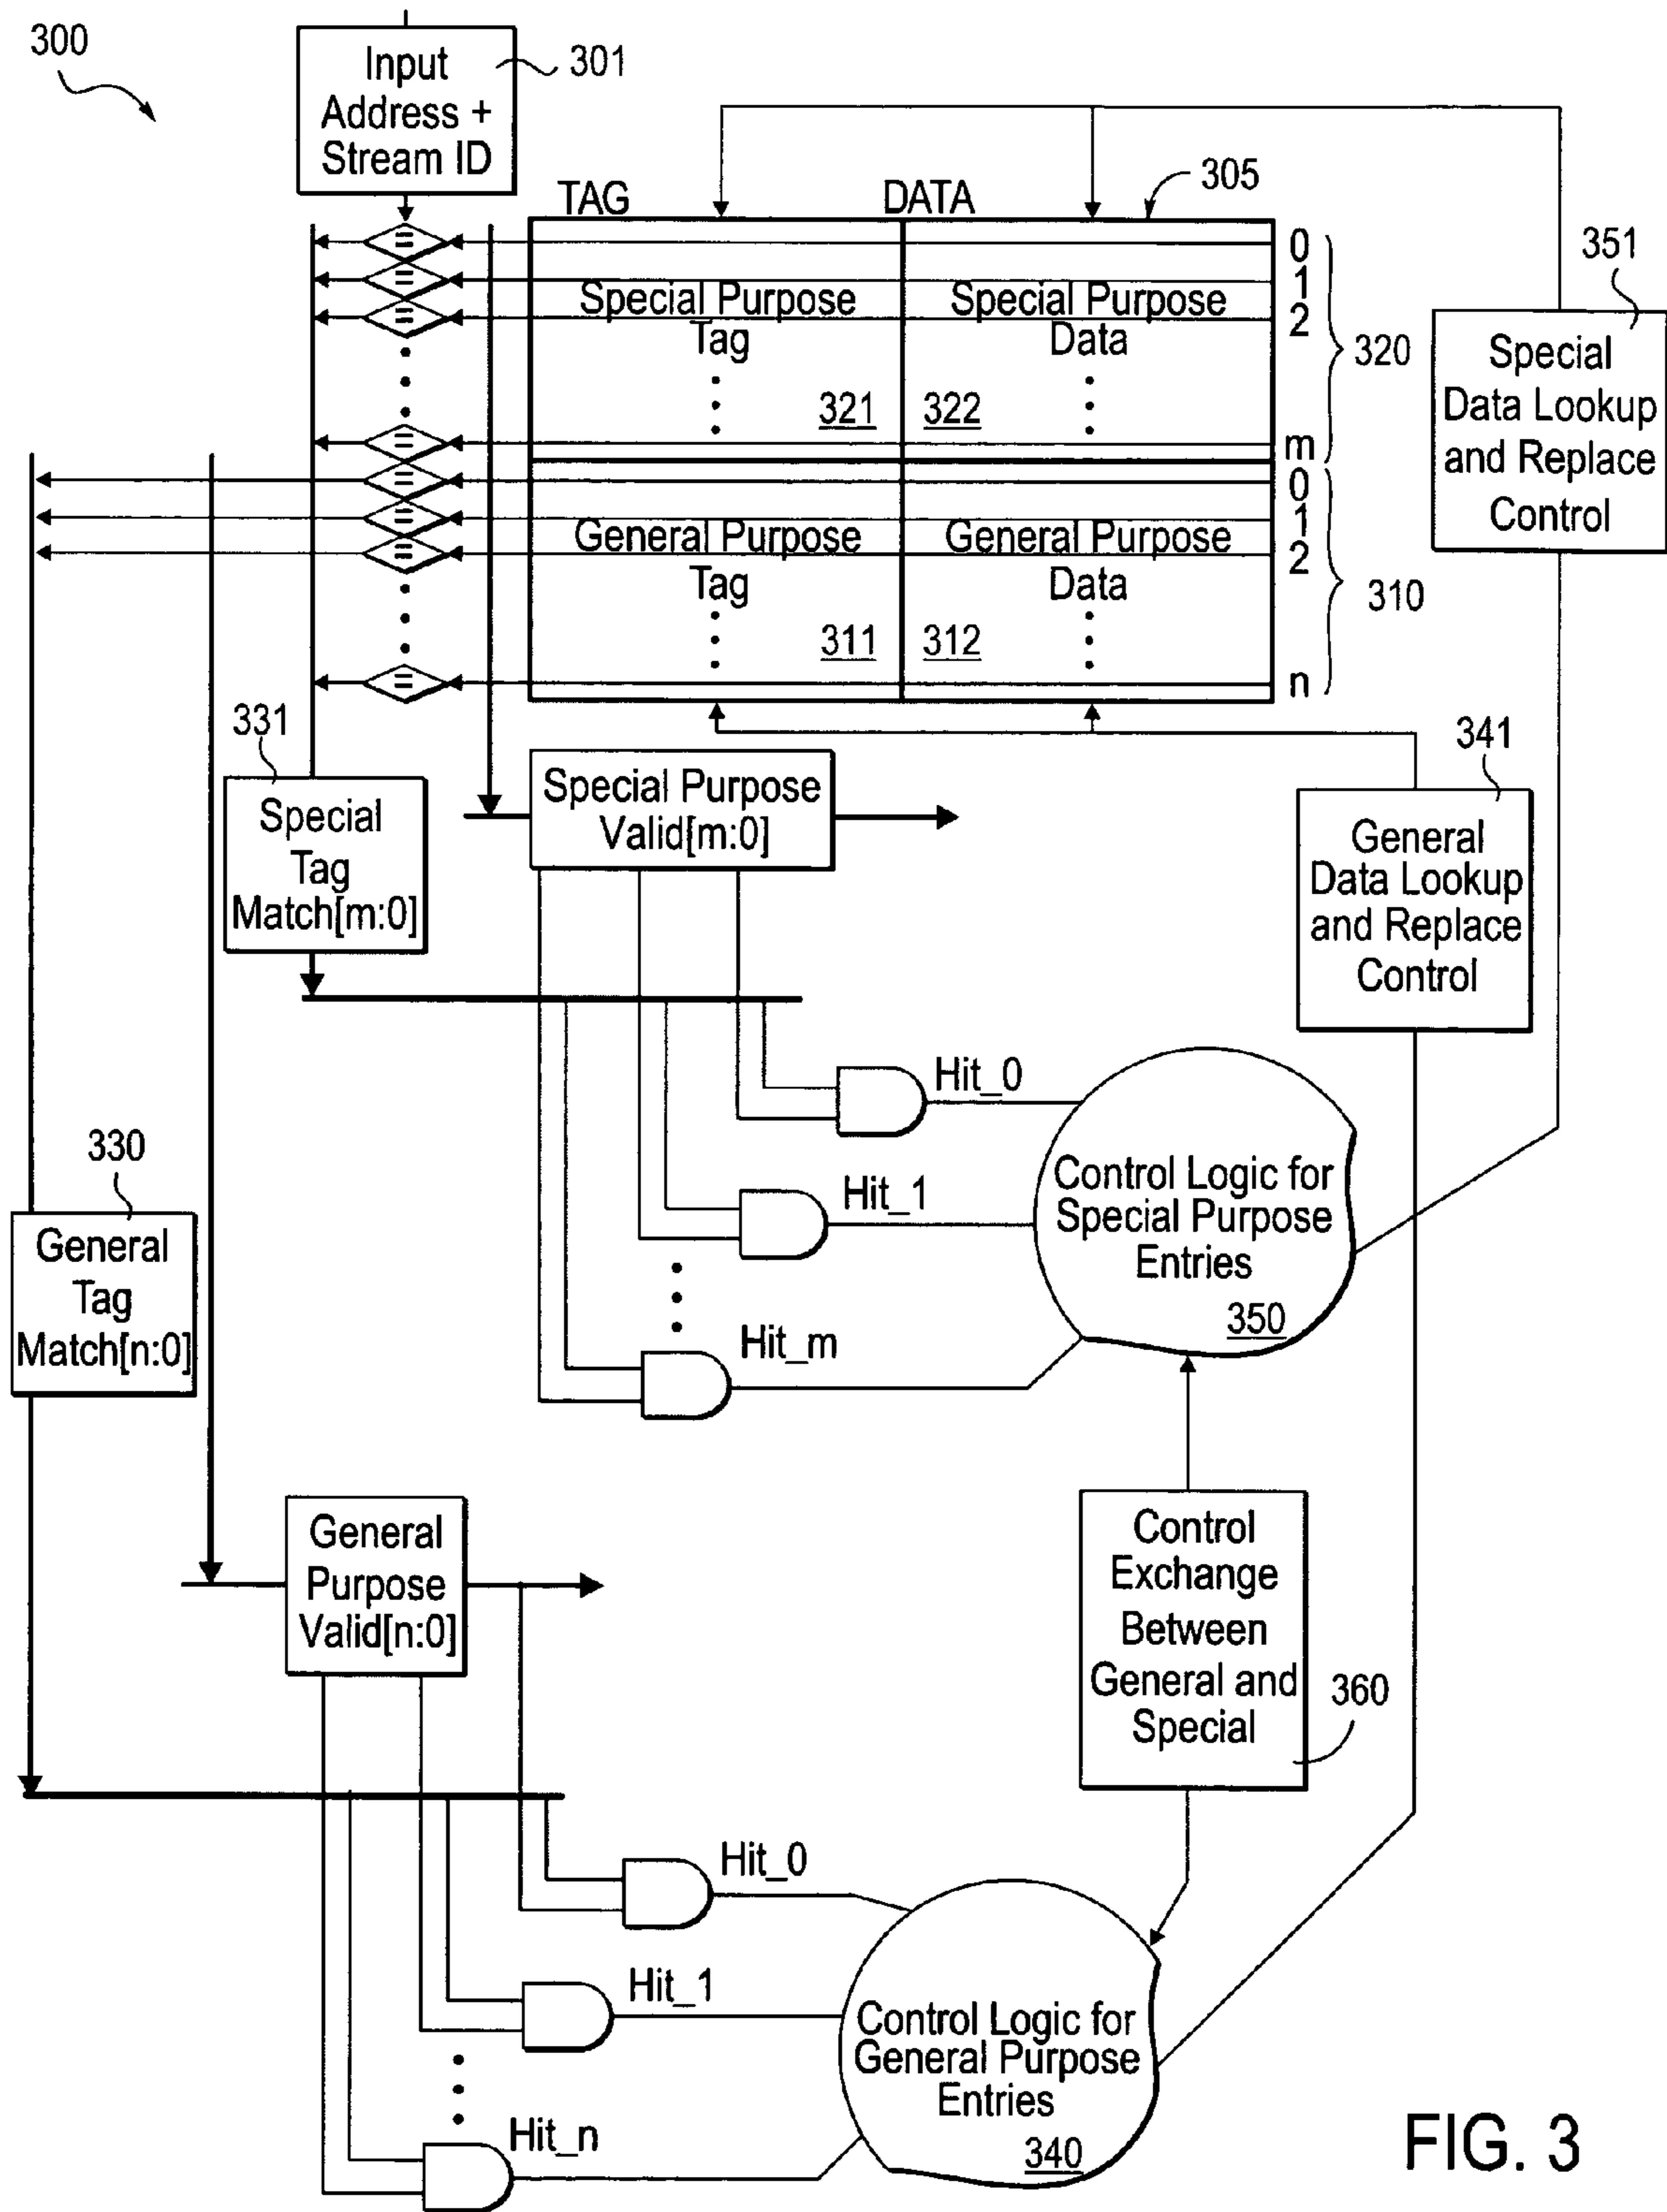 300
Input
Address +
Stream ID
301
TAG
DATA
305
=
=
=
=
=
=
=
=
0
1
2
m
0
1
2
n
Special Purpose
Tag
321
Special Purpose
Data
322
General Purpose
Tag
311
General Purpose
Data
312
320
310
351
Special
Data Lookup
and Replace
Control
341
General
Data Lookup
and Replace
Control
331
Special
Tag
Match[m:0]
Special Purpose
Valid[m:0]
Hit_0
Hit_1
Hit_m
Control Logic for
Special Purpose
Entries
350
330
General
Tag
Match[n:0]
General
Purpose
Valid[n:0]
Control
Exchange
Between
General and
Special
360
Hit_0
Hit_1
Hit_n
Control Logic for
General Purpose
Entries
340
FIG. 3